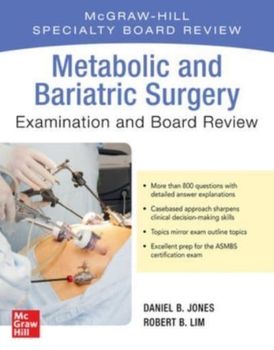 McGRAW-HILL
SPECIALTY BOARD REVIEW
Metabolic and
Bariatric Surgery
Examination and Board Review
• More than 800 questions with
detailed answer explanations
• Casebased approach sharpens
clinical decision-making skills
• Topics mirror exam outline topics
• Excellent prep for the ASMBS
certification exam
DANIEL B. JONES
ROBERT B. LIM
Mc
Graw
Hill